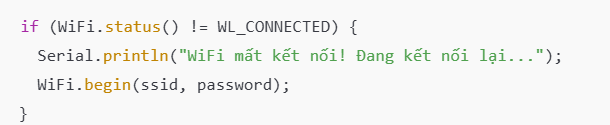 if (WiFi.status() != WL_CONNECTED) {
  Serial.println("WiFi mất kết nối! Đang kết nối lại...");
  WiFi.begin(ssid, password);
}